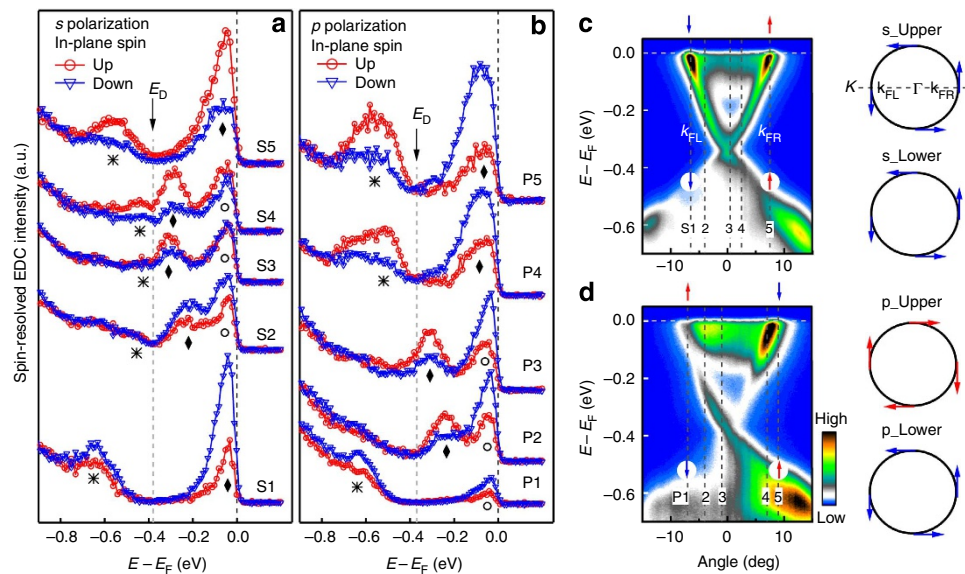 a
s polarization
In-plane spin
Up
Down
E_D
S5
S4
S3
S2
S1
Spin-resolved EDC intensity (a.u.)
−0.8 −0.6 −0.4 −0.2 0.0
E – E_F (eV)
b
p polarization
In-plane spin
Up
Down
E_D
P5
P4
P3
P2
P1
−0.8 −0.6 −0.4 −0.2 0.0
E – E_F (eV)
c
E – E_F (eV)
0.0
−0.2
−0.4
−0.6
k_FL
k_FR
S1 2 3 4 5
−10 0 10
d
E – E_F (eV)
0.0
−0.2
−0.4
−0.6
P1 2 3 4 5
High
Low
−10 0 10
Angle (deg)
s_Upper
K k_FL Γ k_FR
s_Lower
p_Upper
p_Lower